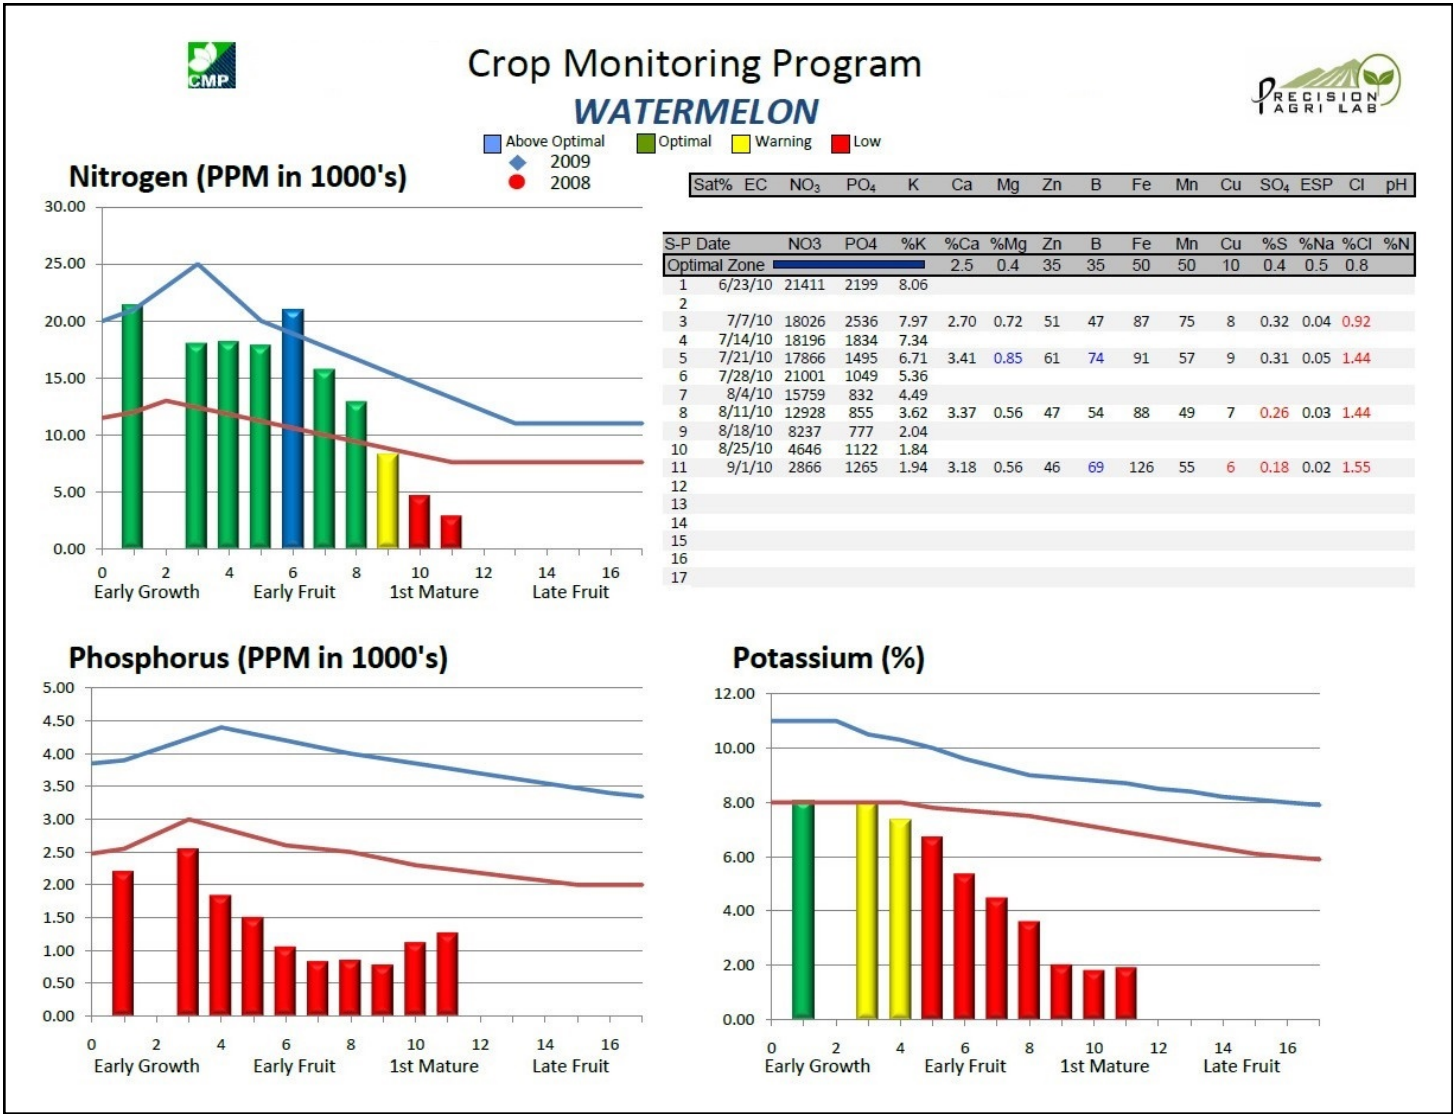 CMP
Crop Monitoring Program
WATERMELON
PRECISION
AGRI LAB
Above Optimal Optimal Warning Low
2009
2008
Nitrogen (PPM in 1000's)
30.00
25.00
20.00
15.00
10.00
5.00
0.00
0 2 4 6 8 10 12 14 16
Early Growth Early Fruit 1st Mature Late Fruit
Sat% EC NO₃ PO₄ K Ca Mg Zn B Fe Mn Cu SO₄ ESP Cl pH
S-P Date NO3 PO4 %K %Ca %Mg Zn B Fe Mn Cu %S %Na %Cl %N
Optimal Zone 2.5 0.4 35 35 50 50 10 0.4 0.5 0.8
1 6/23/10 21411 2199 8.06
2
3 7/7/10 18026 2536 7.97 2.70 0.72 51 47 87 75 8 0.32 0.04 0.92
4 7/14/10 18196 1834 7.34
5 7/21/10 17866 1495 6.71 3.41 0.85 61 74 91 57 9 0.31 0.05 1.44
6 7/28/10 21001 1049 5.36
7 8/4/10 15759 832 4.49
8 8/11/10 12928 855 3.62 3.37 0.56 47 54 88 49 7 0.26 0.03 1.44
9 8/18/10 8237 777 2.04
10 8/25/10 4646 1122 1.84
11 9/1/10 2866 1265 1.94 3.18 0.56 46 69 126 55 6 0.18 0.02 1.55
12
13
14
15
16
17
Phosphorus (PPM in 1000's)
5.00
4.50
4.00
3.50
3.00
2.50
2.00
1.50
1.00
0.50
0.00
0 2 4 6 8 10 12 14 16
Early Growth Early Fruit 1st Mature Late Fruit
Potassium (%)
12.00
10.00
8.00
6.00
4.00
2.00
0.00
0 2 4 6 8 10 12 14 16
Early Growth Early Fruit 1st Mature Late Fruit